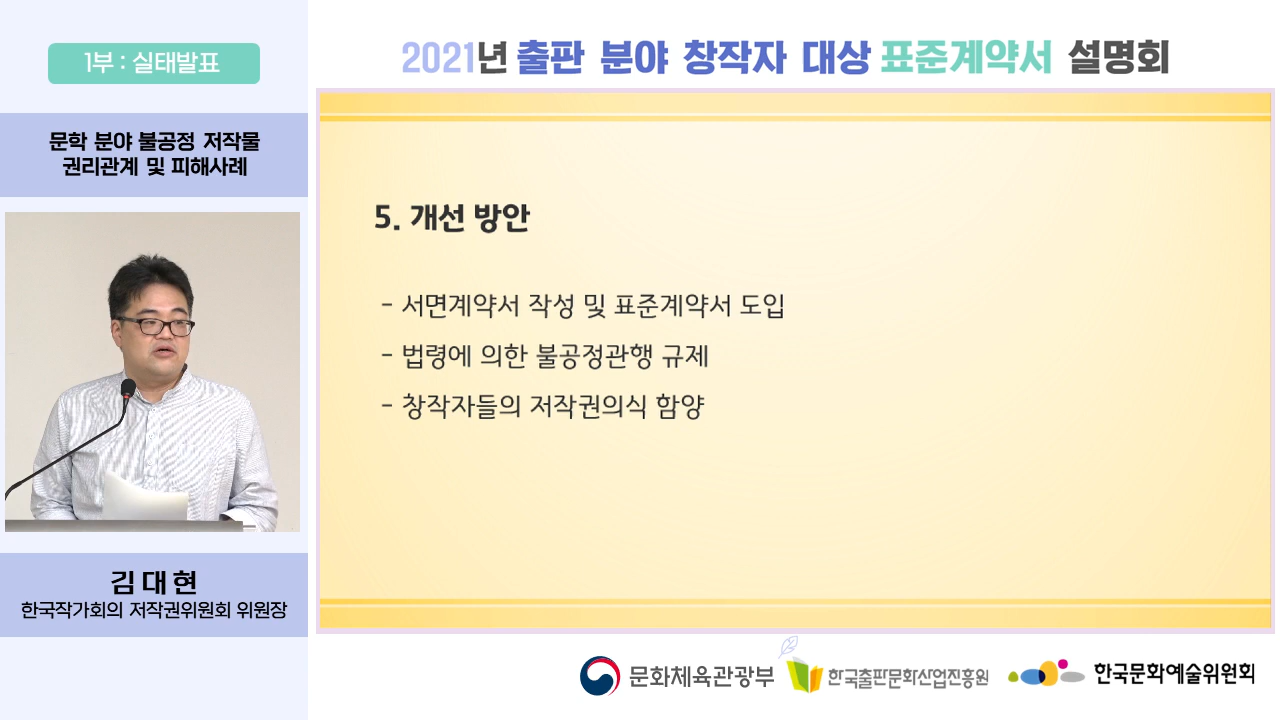 1부 : 실태발표
2021년 출판 분야 창작자 대상 표준계약서 설명회
문학 분야 불공정 저작물
권리관계 및 피해사례
5. 개선 방안
- 서면계약서 작성 및 표준계약서 도입
- 법령에 의한 불공정관행 규제
- 창작자들의 저작권의식 함양
김대현
한국작가회의 저작권위원회 위원장
문화체육관광부
한국출판문화산업진흥원
한국문화예술위원회